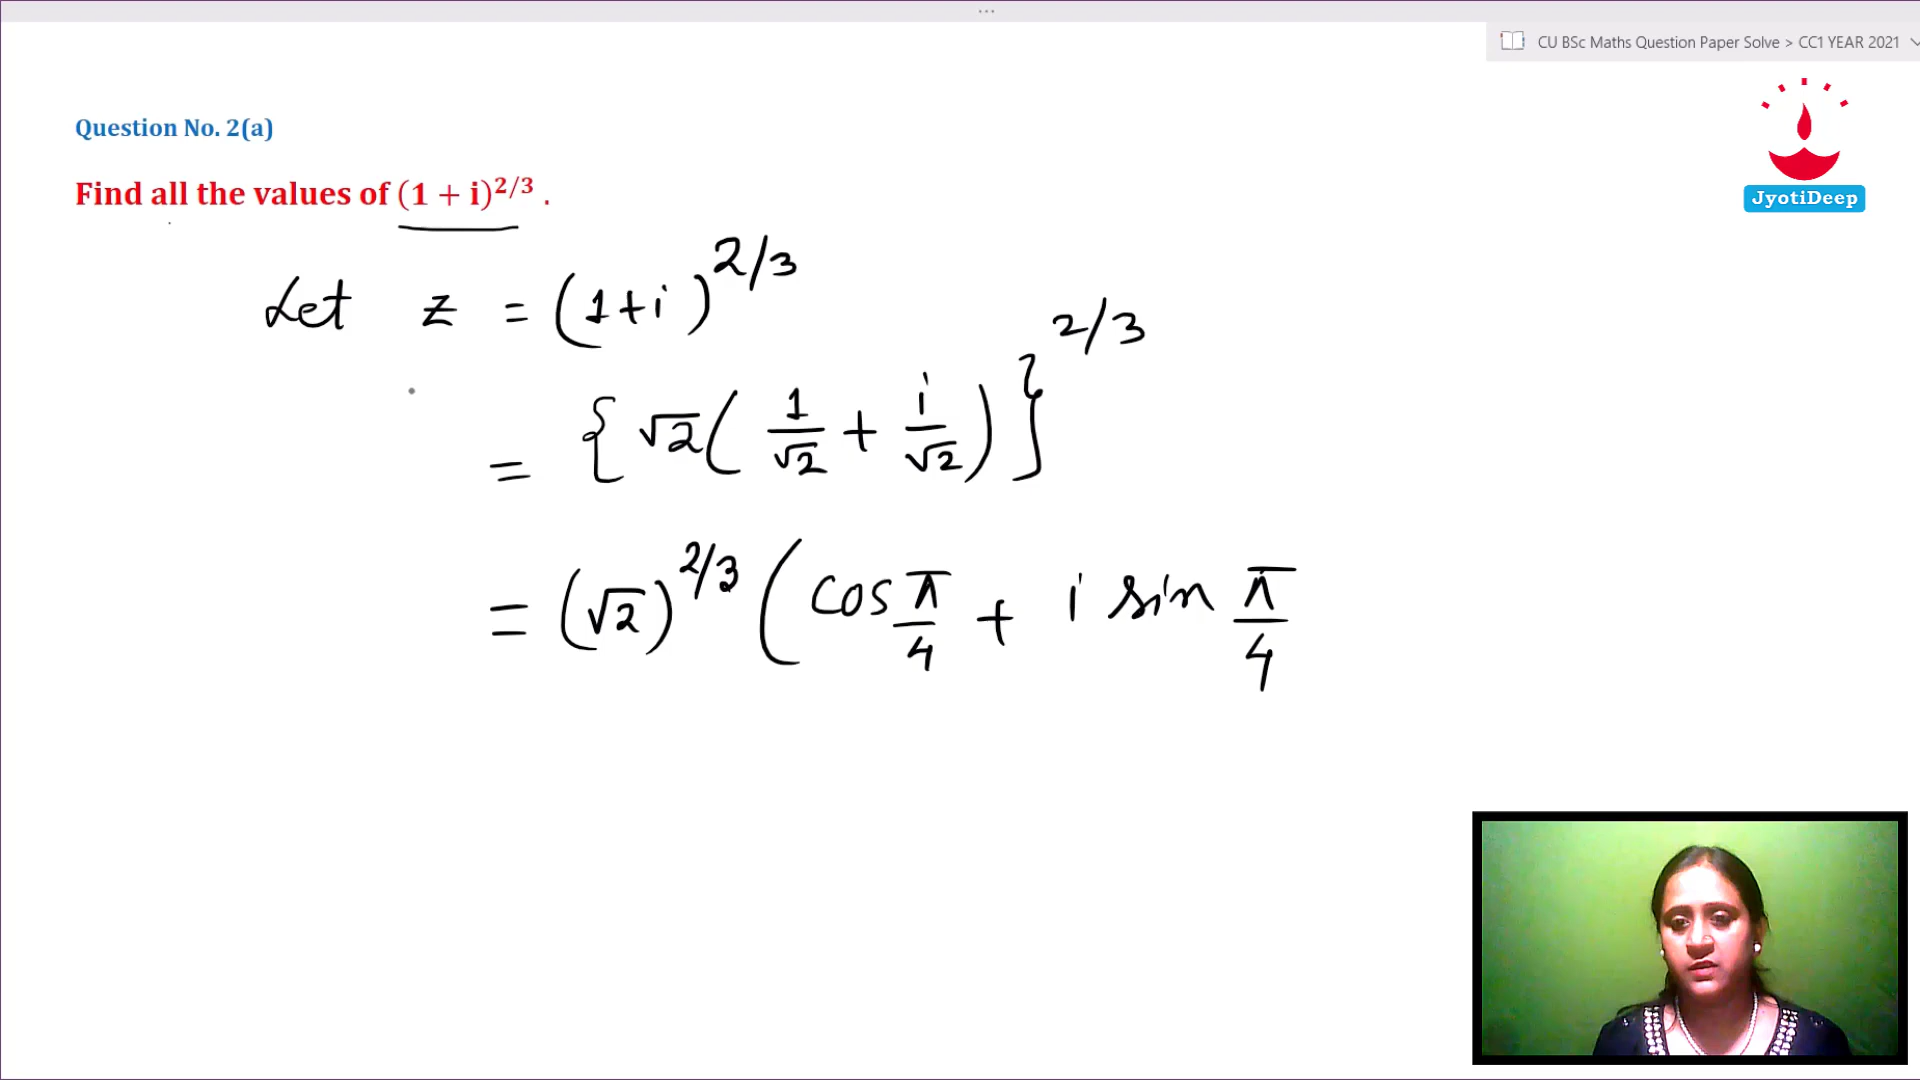 ...
CU BSc Maths Question Paper Solve > CC1 YEAR 2021
JyotiDeep
Question No. 2(a)
Find all the values of (1 + i)^{2/3} .
Let z = (1+i)^{2/3}
= {√2(1/√2 + i/√2)}^{2/3}
= (√2)^{2/3} (cos π/4 + i sin π/4